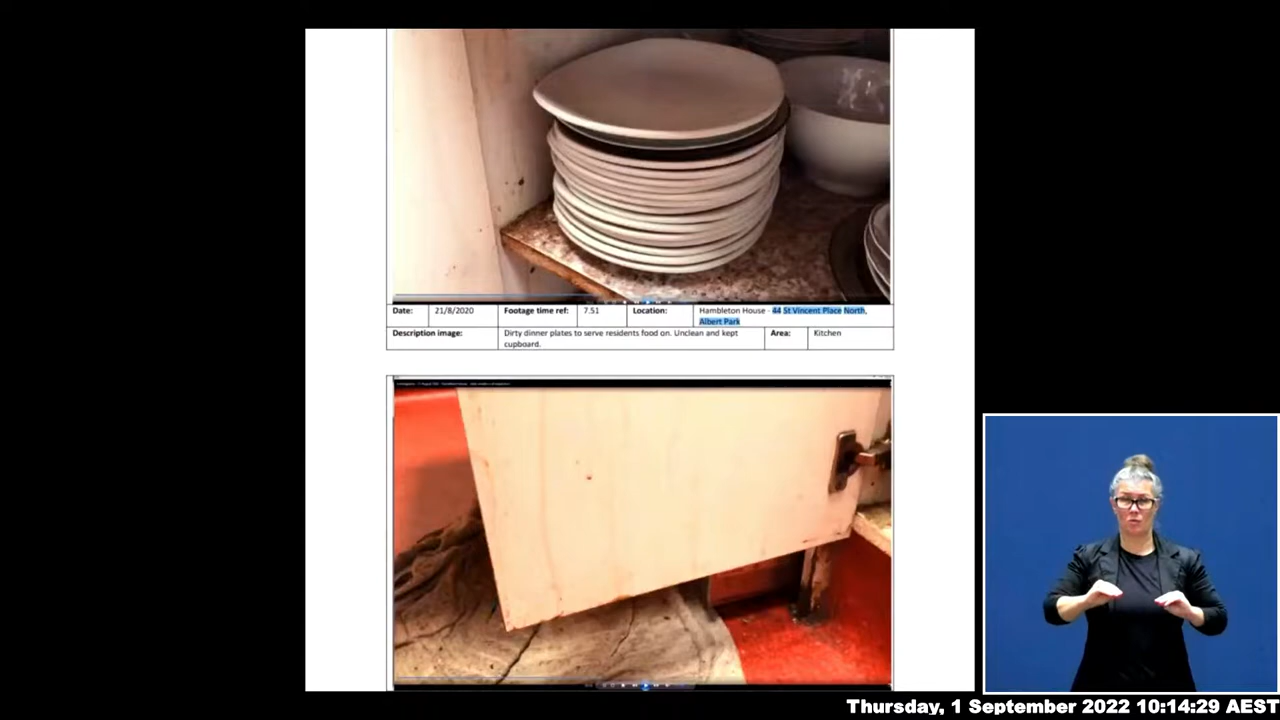 Date:
21/8/2020
Footage time ref:
7.51
Location:
Hambleton House - 44 St Vincent Place North,
Albert Park
Description image:
Dirty dinner plates to serve residents food on. Unclean and kept
cupboard.
Area:
Kitchen
Thursday, 1 September 2022 10:14:29 AEST